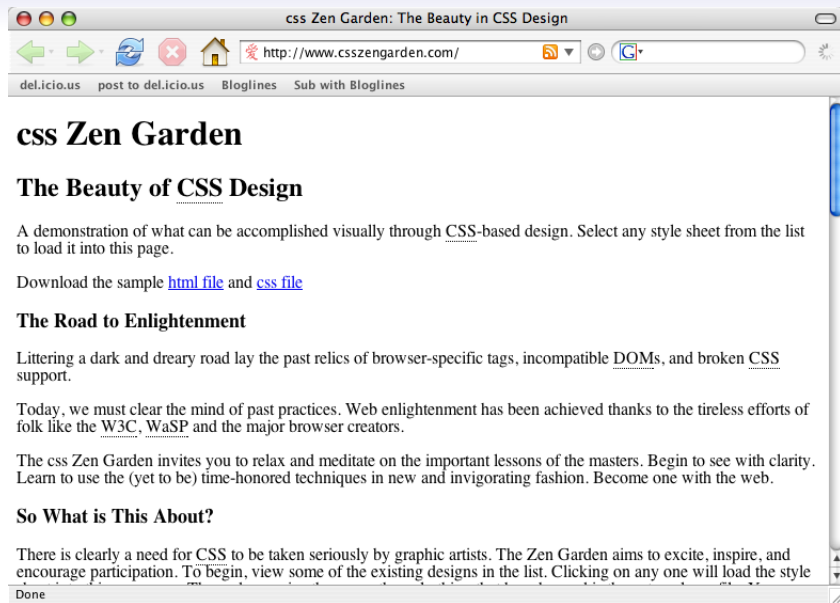 css Zen Garden: The Beauty in CSS Design
愛 http://www.csszengarden.com/
G
del.icio.us post to del.icio.us Bloglines Sub with Bloglines
css Zen Garden
The Beauty of CSS Design
A demonstration of what can be accomplished visually through CSS-based design. Select any style sheet from the list
to load it into this page.
Download the sample html file and css file
The Road to Enlightenment
Littering a dark and dreary road lay the past relics of browser-specific tags, incompatible DOMs, and broken CSS
support.
Today, we must clear the mind of past practices. Web enlightenment has been achieved thanks to the tireless efforts of
folk like the W3C, WaSP and the major browser creators.
The css Zen Garden invites you to relax and meditate on the important lessons of the masters. Begin to see with clarity.
Learn to use the (yet to be) time-honored techniques in new and invigorating fashion. Become one with the web.
So What is This About?
There is clearly a need for CSS to be taken seriously by graphic artists. The Zen Garden aims to excite, inspire, and
encourage participation. To begin, view some of the existing designs in the list. Clicking on any one will load the style
Done